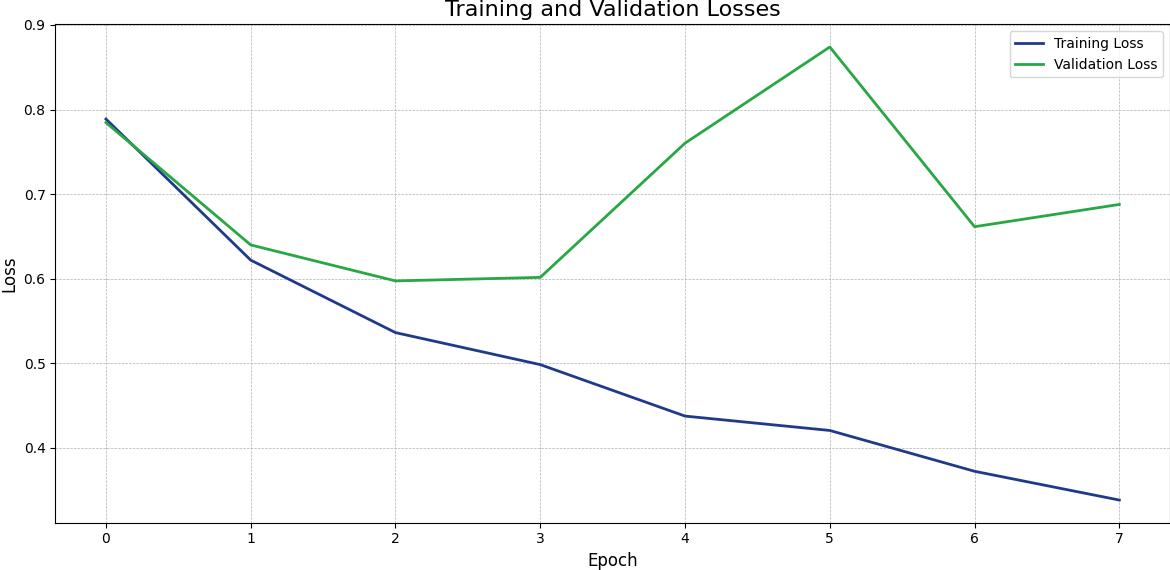 Training and Validation Losses
0.9
0.8
0.7
0.6
0.5
0.4
Loss
Training Loss
Validation Loss
0 1 2 3 4 5 6 7
Epoch